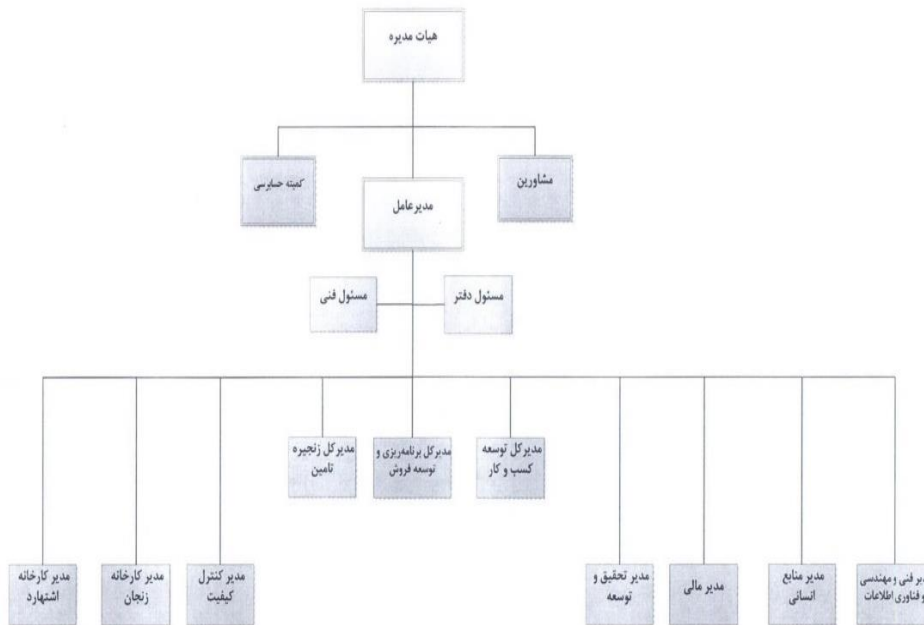 هیات مدیره
مشاورین
کمیته حسابرسی
مدیرعامل
مسئول دفتر
مسئول فنی
مدیرکل توسعه
کسب و کار
مدیرکل برنامه‌ریزی و
توسعه فروش
مدیرکل زنجیره
تامین
فنی و مهندسی
فناوری اطلاعات
مدیر منابع
انسانی
مدیر مالی
مدیر تحقیق و
توسعه
مدیر کنترل
کیفیت
مدیر کارخانه
زنجان
مدیر کارخانه
اشتهارد